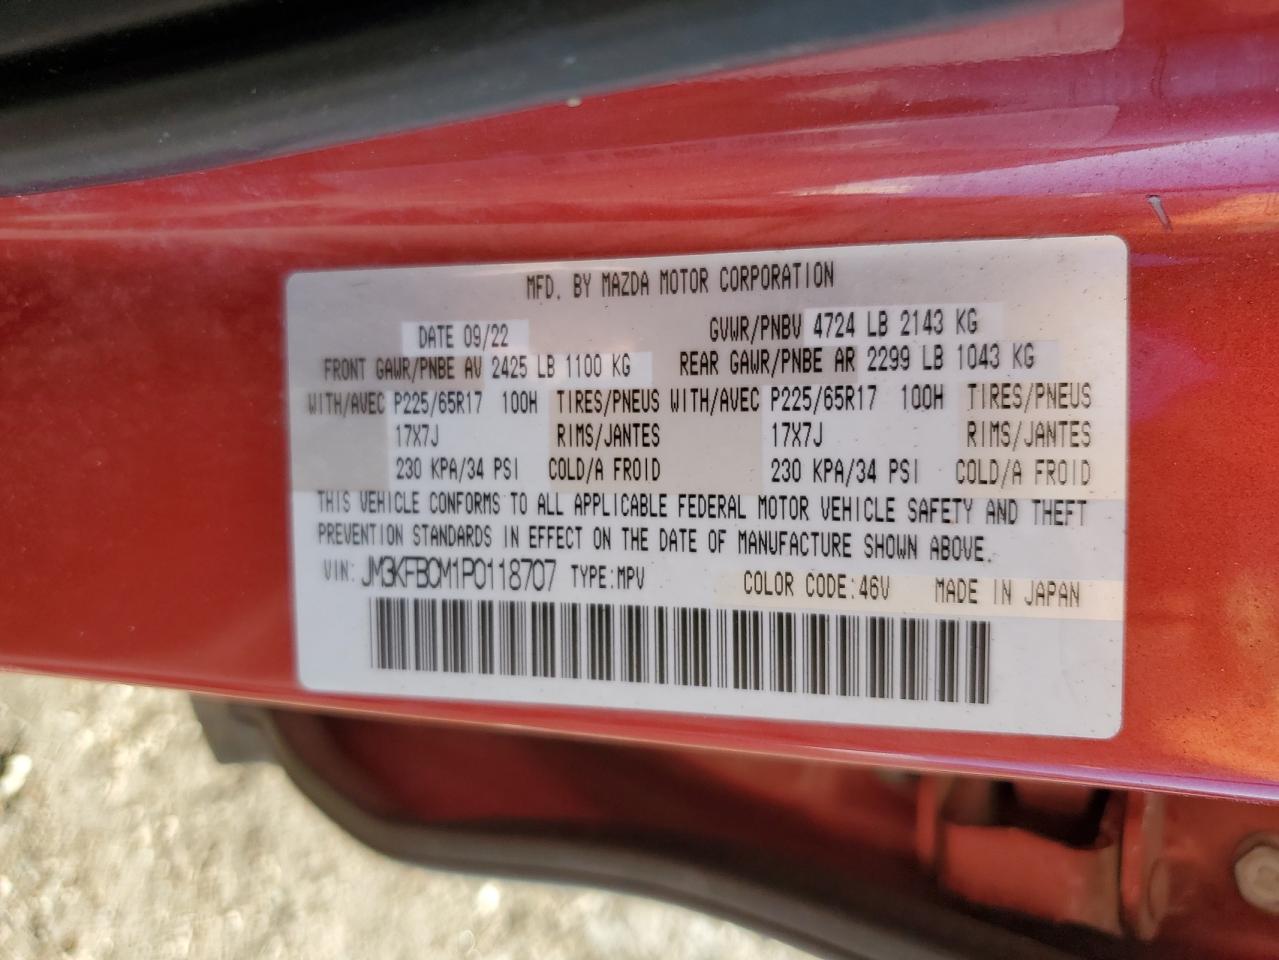 MFD. BY MAZDA MOTOR CORPORATION
DATE 09/22 GVWR/PNBV 4724 LB 2143 KG
FRONT GAWR/PNBE AV 2425 LB 1100 KG REAR GAWR/PNBE AR 2299 LB 1043 KG
WITH/AVEC P225/65R17 100H TIRES/PNEUS WITH/AVEC P225/65R17 100H TIRES/PNEUS
17X7J RIMS/JANTES 17X7J RIMS/JANTES
230 KPA/34 PSI COLD/A FROID 230 KPA/34 PSI COLD/A FROID
THIS VEHICLE CONFORMS TO ALL APPLICABLE FEDERAL MOTOR VEHICLE SAFETY AND THEFT
PREVENTION STANDARDS IN EFFECT ON THE DATE OF MANUFACTURE SHOWN ABOVE.
VIN: JM3KFBCM1P0118707 TYPE:MPV COLOR CODE:46V MADE IN JAPAN